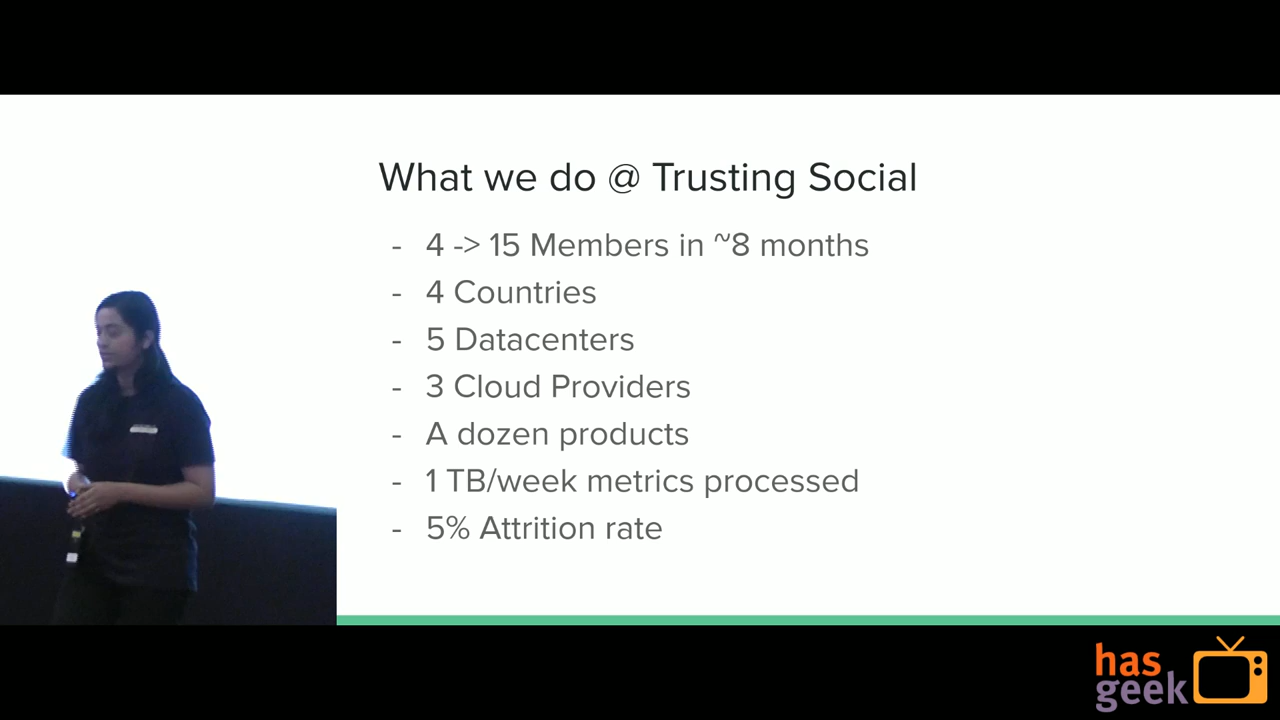 What we do @ Trusting Social
- 4 -> 15 Members in ~8 months
- 4 Countries
- 5 Datacenters
- 3 Cloud Providers
- A dozen products
- 1 TB/week metrics processed
- 5% Attrition rate
has
geek